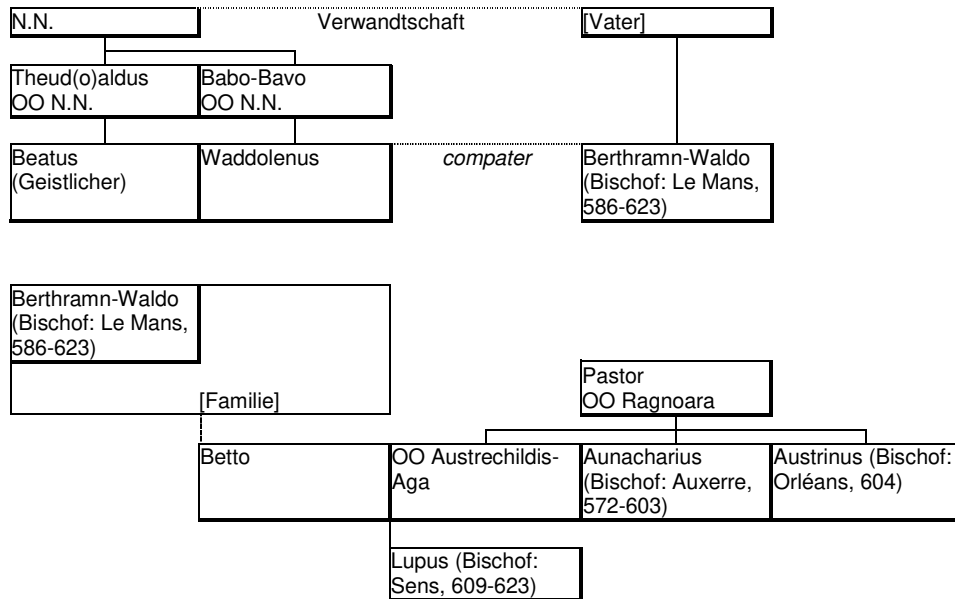 N.N.
Verwandtschaft
[Vater]
Theud(o)aldus
OO N.N.
Babo-Bavo
OO N.N.
Beatus
(Geistlicher)
Waddolenus
compater
Berthramn-Waldo
(Bischof: Le Mans,
586-623)
Berthramn-Waldo
(Bischof: Le Mans,
586-623)
[Familie]
Pastor
OO Ragnoara
Betto
OO Austrechildis-
Aga
Aunacharius
(Bischof: Auxerre,
572-603)
Austrinus (Bischof:
Orléans, 604)
Lupus (Bischof:
Sens, 609-623)